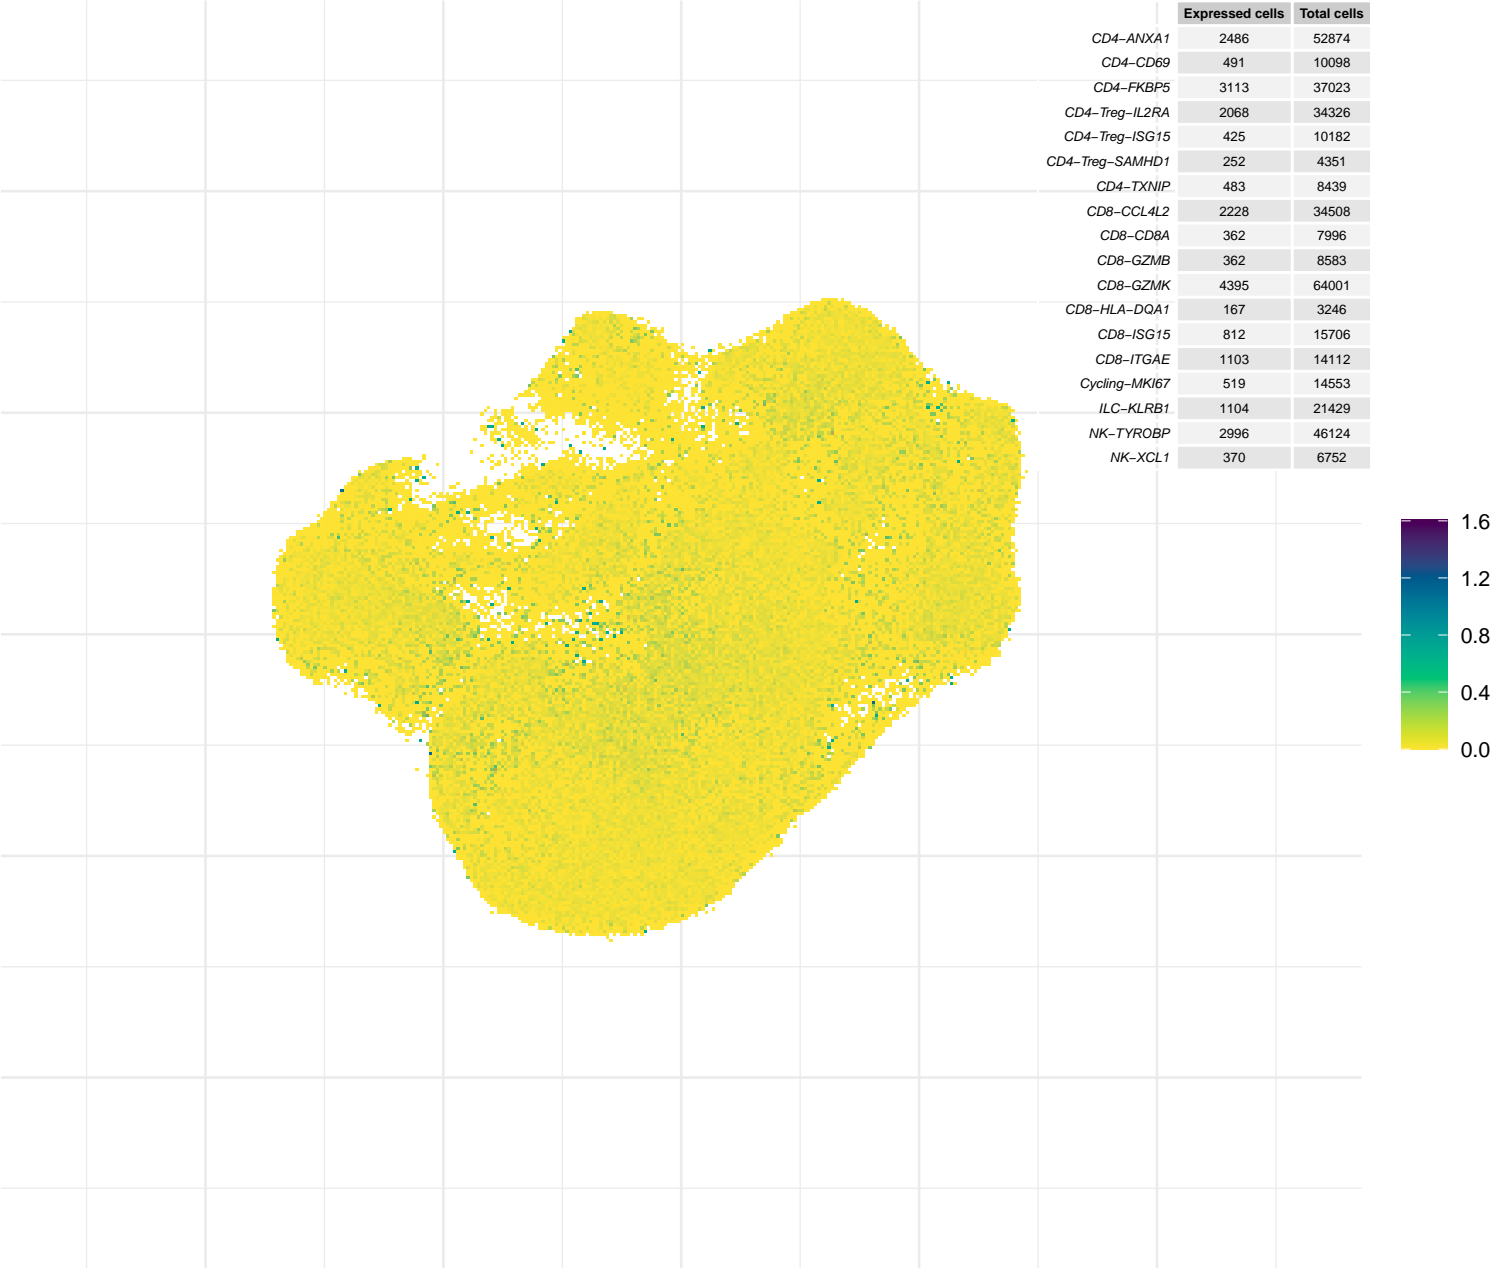 Expressed cells Total cells
CD4−ANXA1 2486 52874
CD4−CD69 491 10098
CD4−FKBP5 3113 37023
CD4−Treg−IL2RA 2068 34326
CD4−Treg−ISG15 425 10182
CD4−Treg−SAMHD1 252 4351
CD4−TXNIP 483 8439
CD8−CCL4L2 2228 34508
CD8−CD8A 362 7996
CD8−GZMB 362 8583
CD8−GZMK 4395 64001
CD8−HLA−DQA1 167 3246
CD8−ISG15 812 15706
CD8−ITGAE 1103 14112
Cycling−MKI67 519 14553
ILC−KLRB1 1104 21429
NK−TYROBP 2996 46124
NK−XCL1 370 6752
1.6
1.2
0.8
0.4
0.0